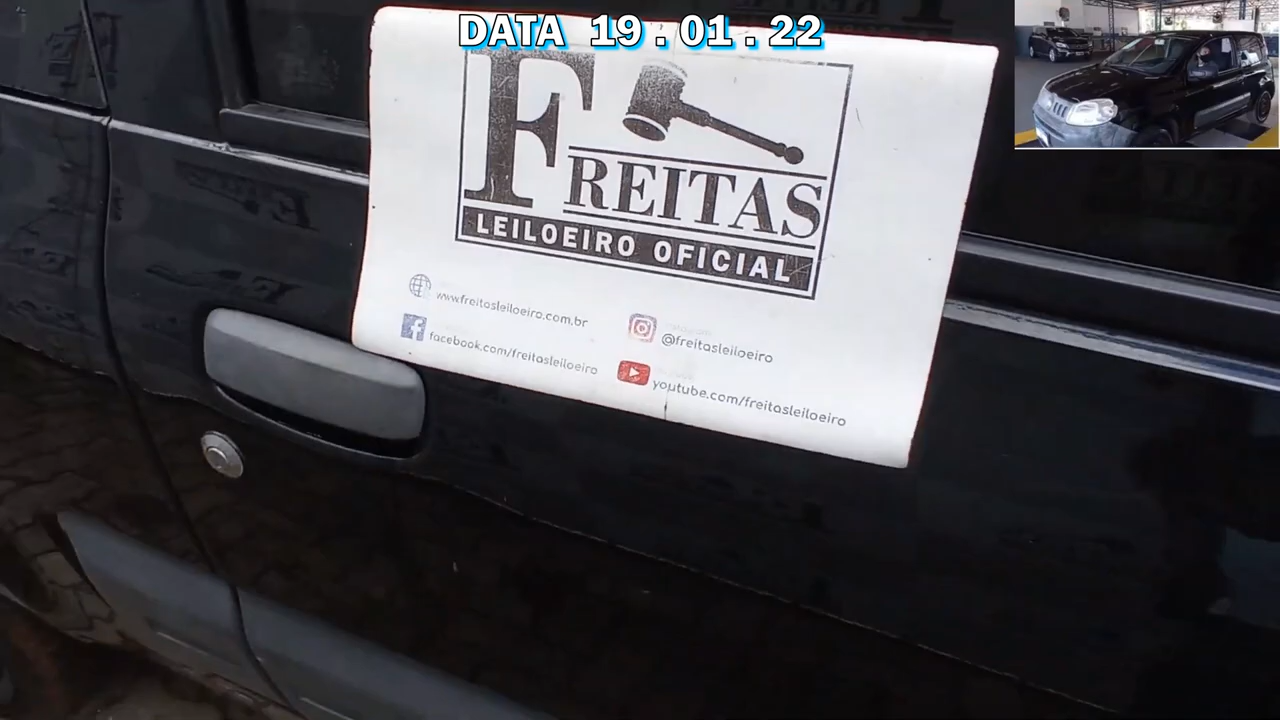 DATA 19.01.22
F
FREITAS
LEILOEIRO OFICIAL
www.freitasleiloeiro.com.br
@freitasleiloeiro
facebook.com/freitasleiloeiro
youtube.com/freitasleiloeiro